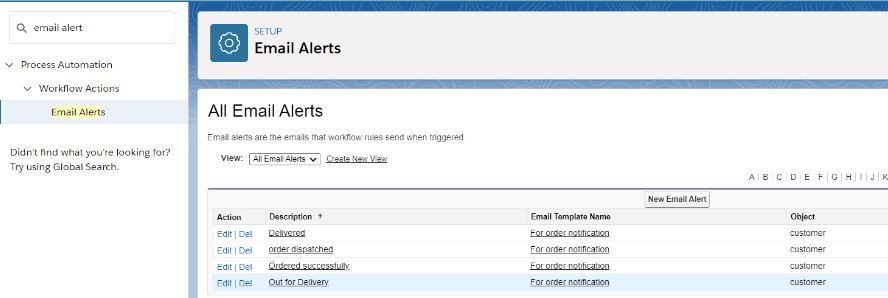 email alert
Process Automation
Workflow Actions
Email Alerts
Didn't find what you're looking for?
Try using Global Search.
SETUP
Email Alerts
All Email Alerts
Email alerts are the emails that workflow rules send when triggered.
View: All Email Alerts Create New View
A | B | C | D | E | F | G | H | I | J | K
New Email Alert
Action Description ↑ Email Template Name Object
Edit | Del Delivered For order notification customer
Edit | Del order dispatched For order notification customer
Edit | Del Ordered successfully For order notification customer
Edit | Del Out for Delivery For order notification customer